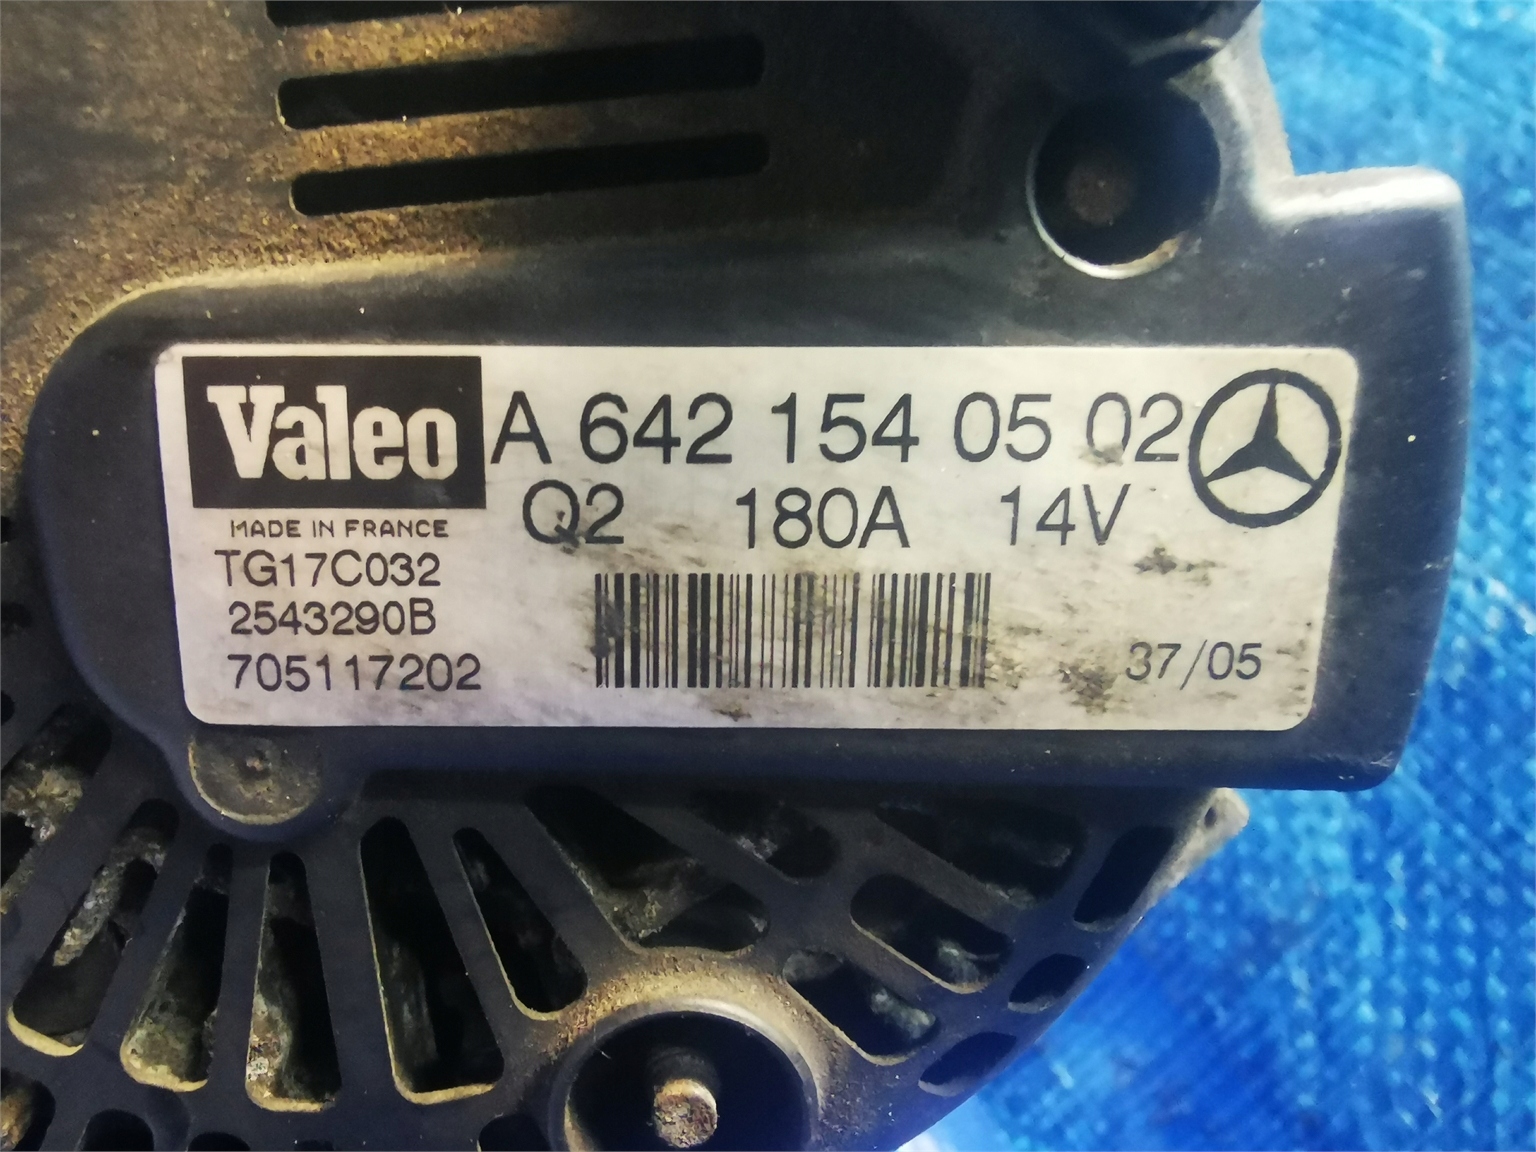 Valeo
A 642 154 05 02
Q2 180A 14V
MADE IN FRANCE
TG17C032
2543290B
705117202
37/05